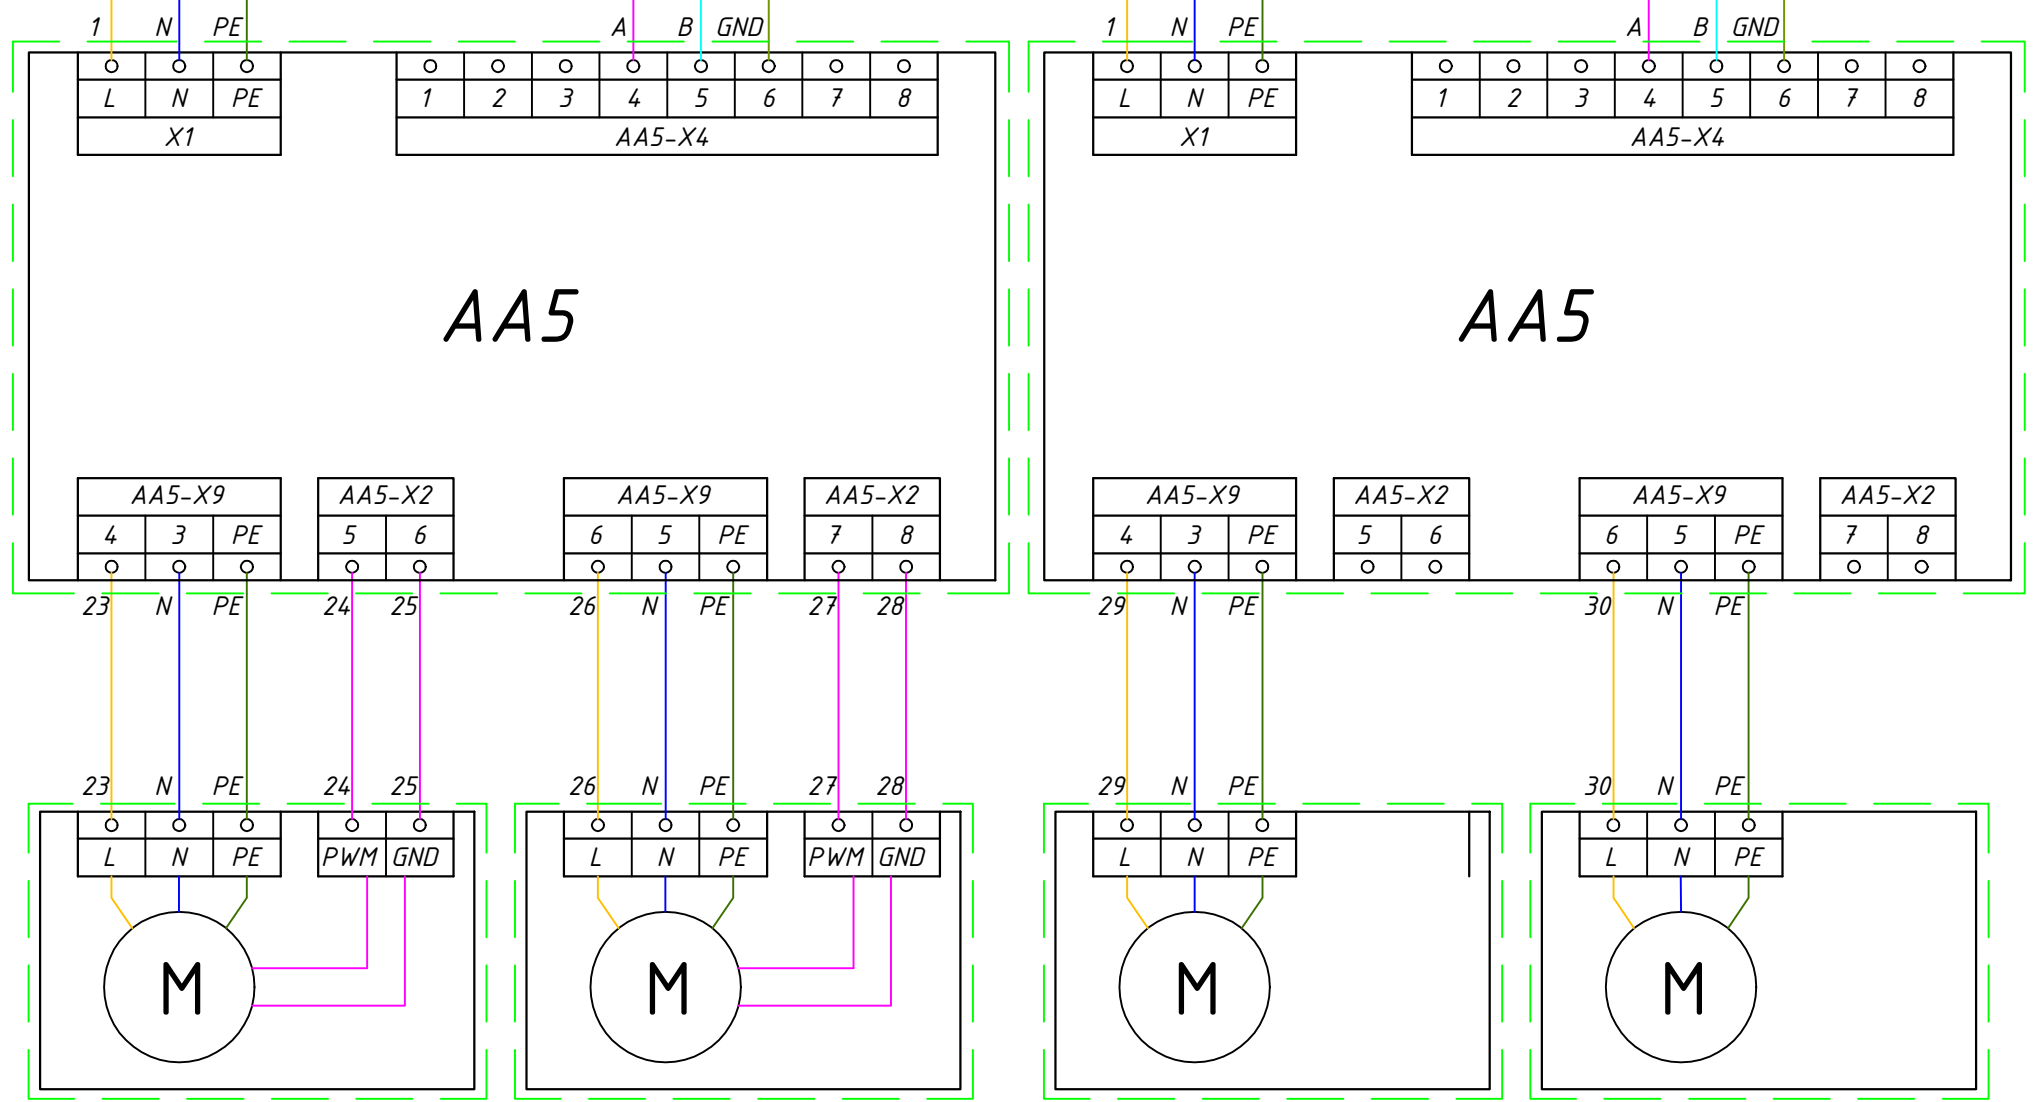 1 N PE A B GND 1 N PE A B GND
L N PE 1 2 3 4 5 6 7 8 L N PE 1 2 3 4 5 6 7 8
X1 AA5-X4 X1 AA5-X4
AA5 AA5
AA5-X9 AA5-X2 AA5-X9 AA5-X2 AA5-X9 AA5-X2 AA5-X9 AA5-X2
4 3 PE 5 6 6 5 PE 7 8 4 3 PE 5 6 6 5 PE 7 8
23 N PE 24 25 26 N PE 27 28 29 N PE 30 N PE
23 N PE 24 25 26 N PE 27 28 29 N PE 30 N PE
L N PE PWM GND L N PE PWM GND L N PE L N PE
M M M M